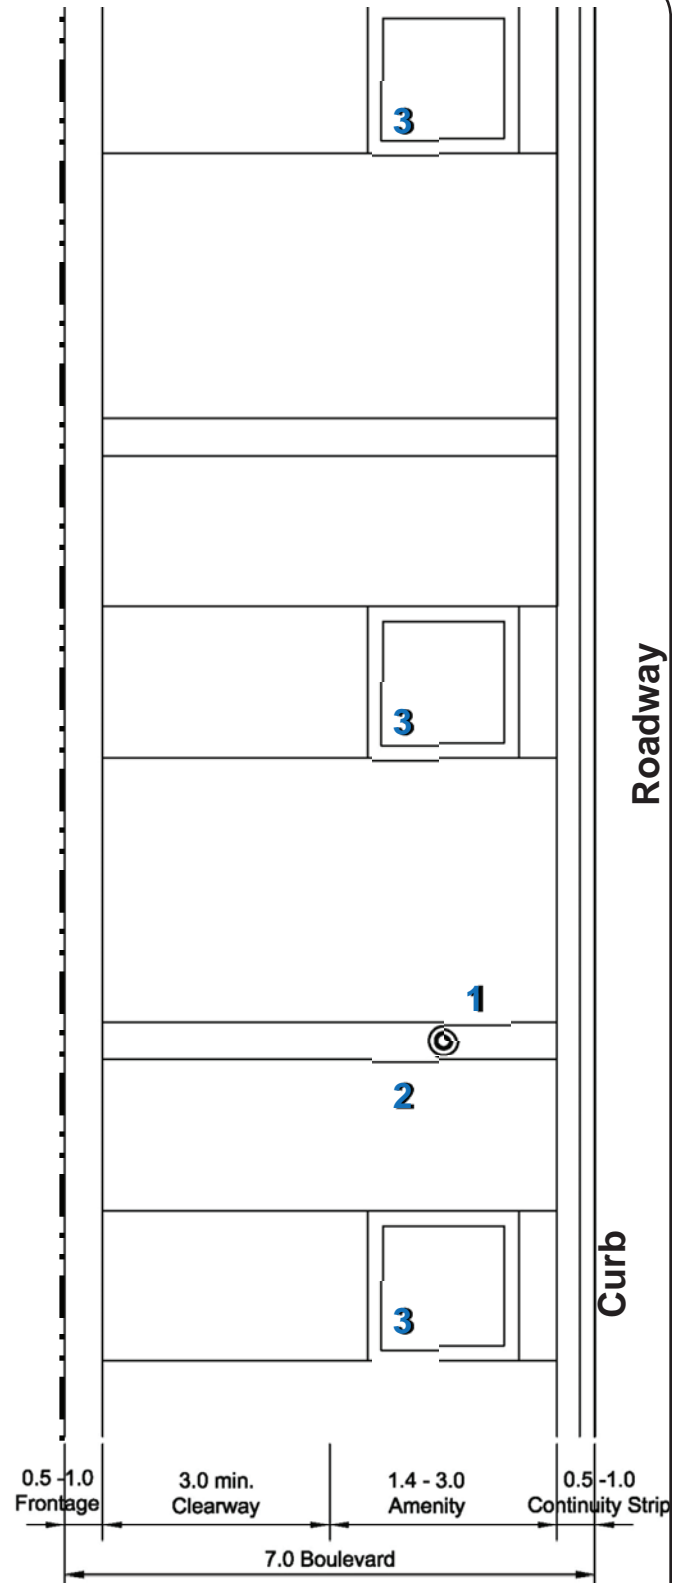 3
Roadway
3
1
2
Curb
3
0.5 -1.0
Frontage
3.0 min.
Clearway
1.4 - 3.0
Amenity
0.5 -1.0
Continuity Strip
7.0 Boulevard